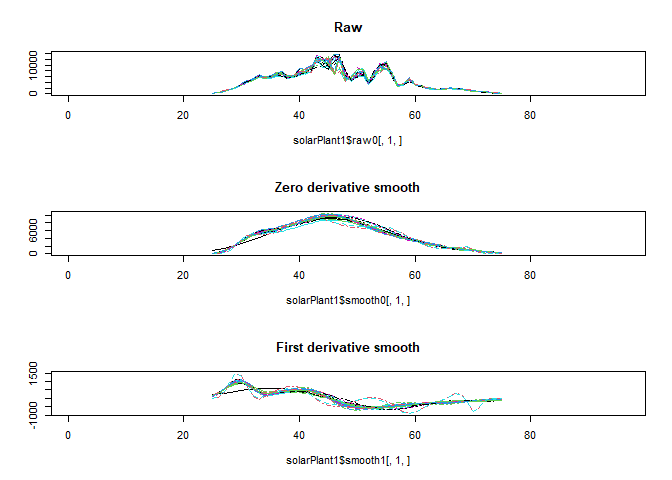 Raw
10000
0
0 20 40 60 80
solarPlant1$raw0[, 1, ]
Zero derivative smooth
6000
0
0 20 40 60 80
solarPlant1$smooth0[, 1, ]
First derivative smooth
1500
-1000
0 20 40 60 80
solarPlant1$smooth1[, 1, ]